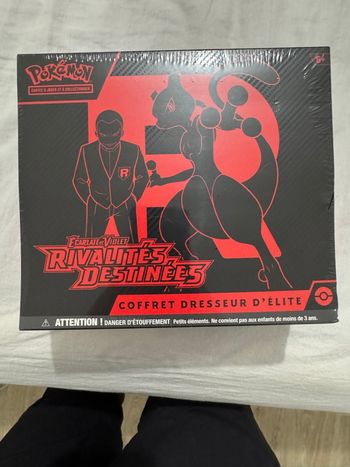 POKÉMON
CARTES À JOUER ET À COLLECTIONNER
6+
R
ÉCARLATE ET VIOLET
RIVALITÉS
DESTINÉES
COFFRET DRESSEUR D'ÉLITE
ATTENTION ! DANGER D'ÉTOUFFEMENT Petits éléments. Ne convient pas aux enfants de moins de 3 ans.